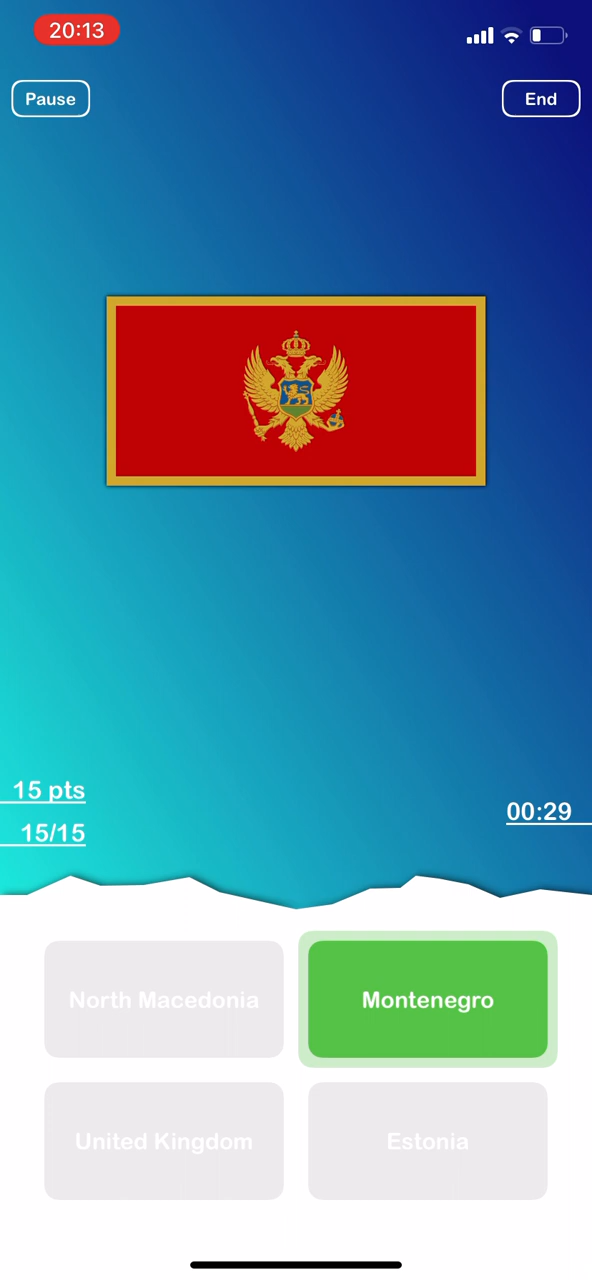 20:13
Pause
End
15 pts
15/15
00:29
North Macedonia
Montenegro
United Kingdom
Estonia